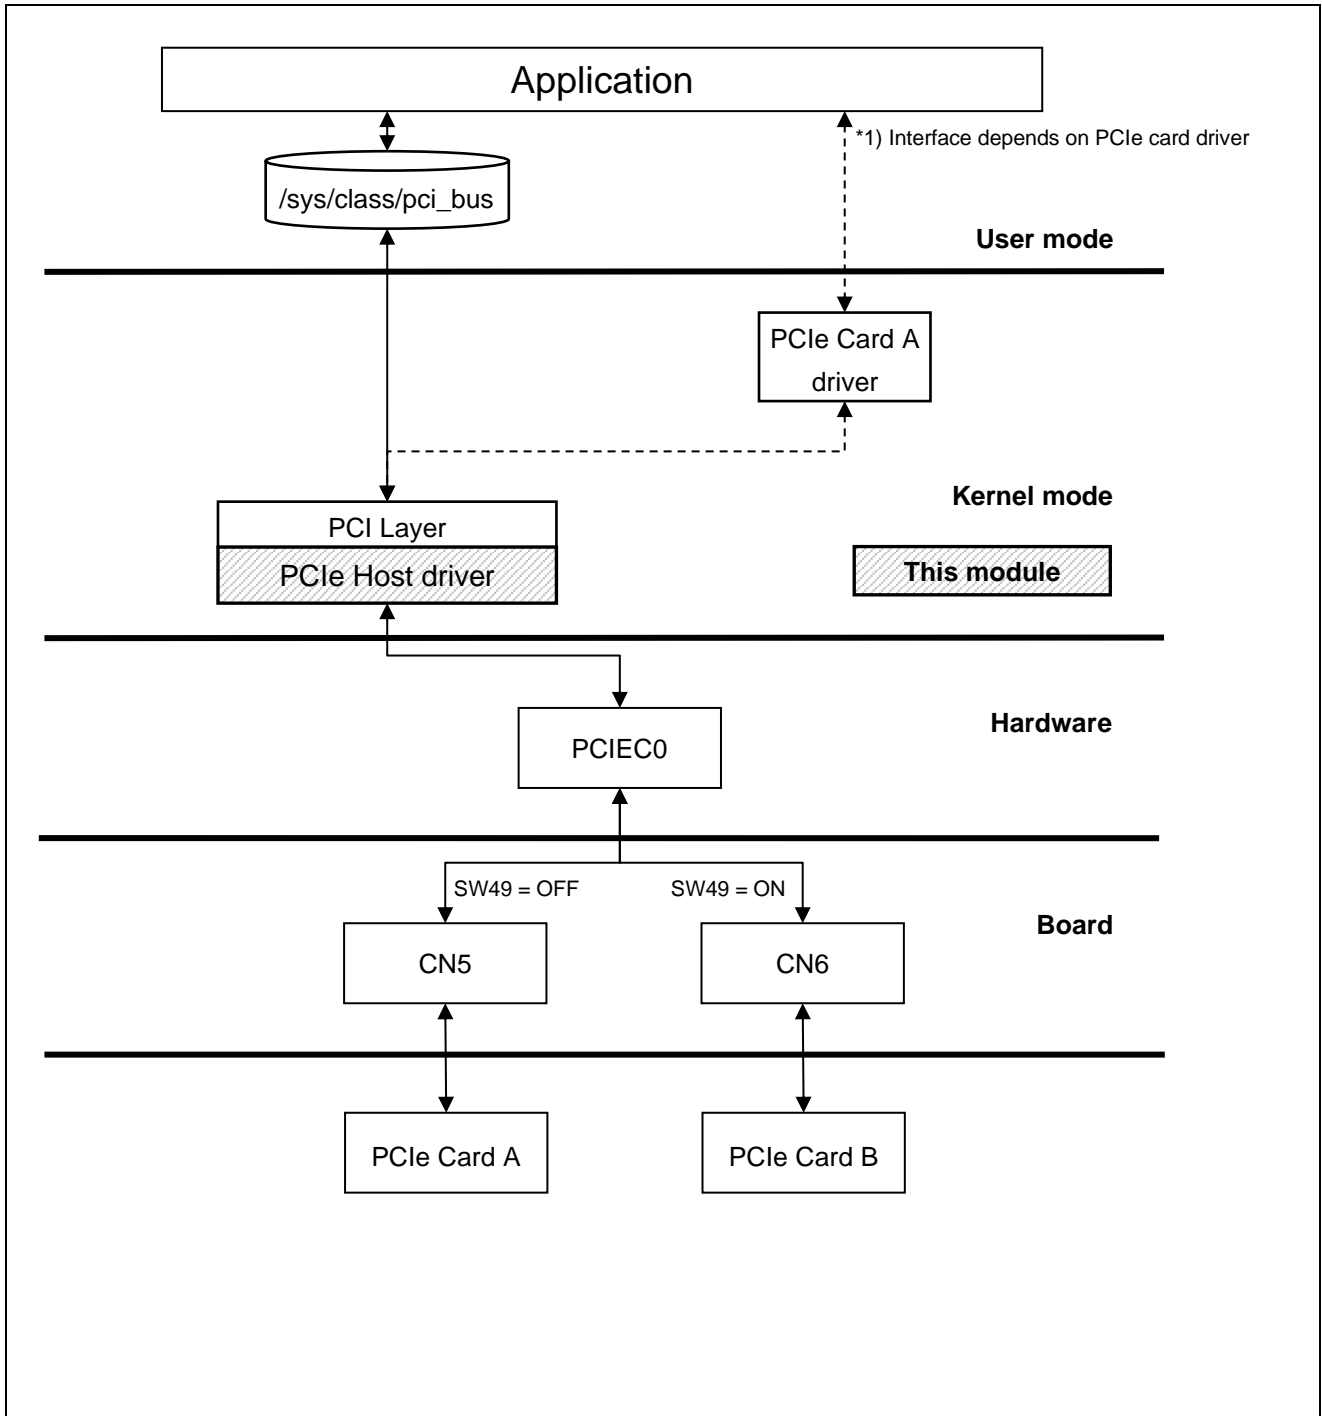 Application
*1) Interface depends on PCIe card driver
/sys/class/pci_bus
User mode
PCIe Card A
driver
Kernel mode
PCI Layer
PCIe Host driver
This module
Hardware
PCIEC0
SW49 = OFF
SW49 = ON
Board
CN5
CN6
PCIe Card A
PCIe Card B